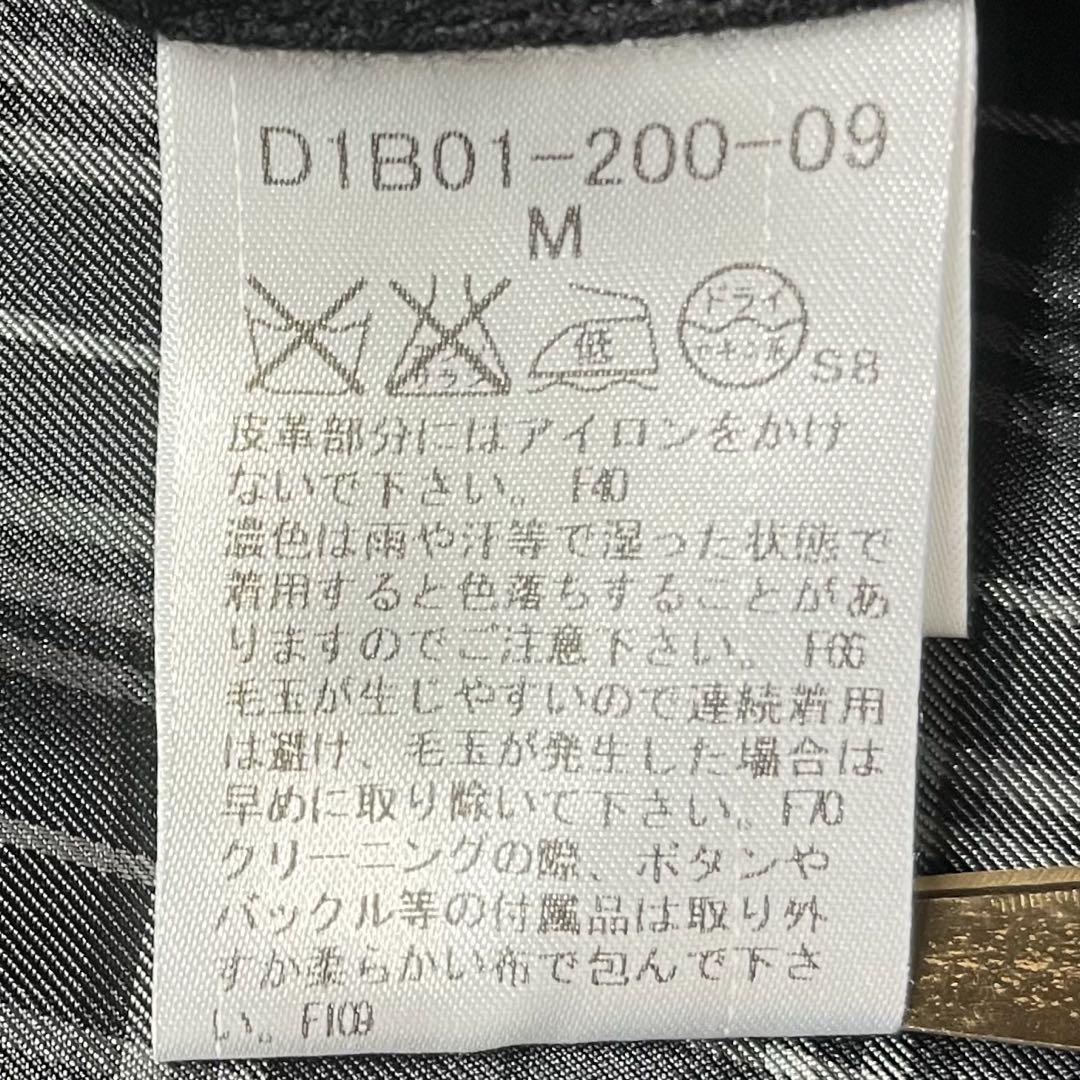 D1B01-200-09
M
エンソ
サラシ
低
ドライ
セキユ系
S8
皮革部分にはアイロンをかけ
ないで下さい。 F40
濃色は雨や汗等で湿った状態で
着用すると色落ちすることがあ
りますのでご注意下さい。 F66
毛玉が生じやすいので連続着用
は避け、毛玉が発生した場合は
早めに取り除いて下さい。F70
クリーニングの際、ボタンや
バックル等の付属品は取り外
すか柔らかい布で包んで下さ
い。F109